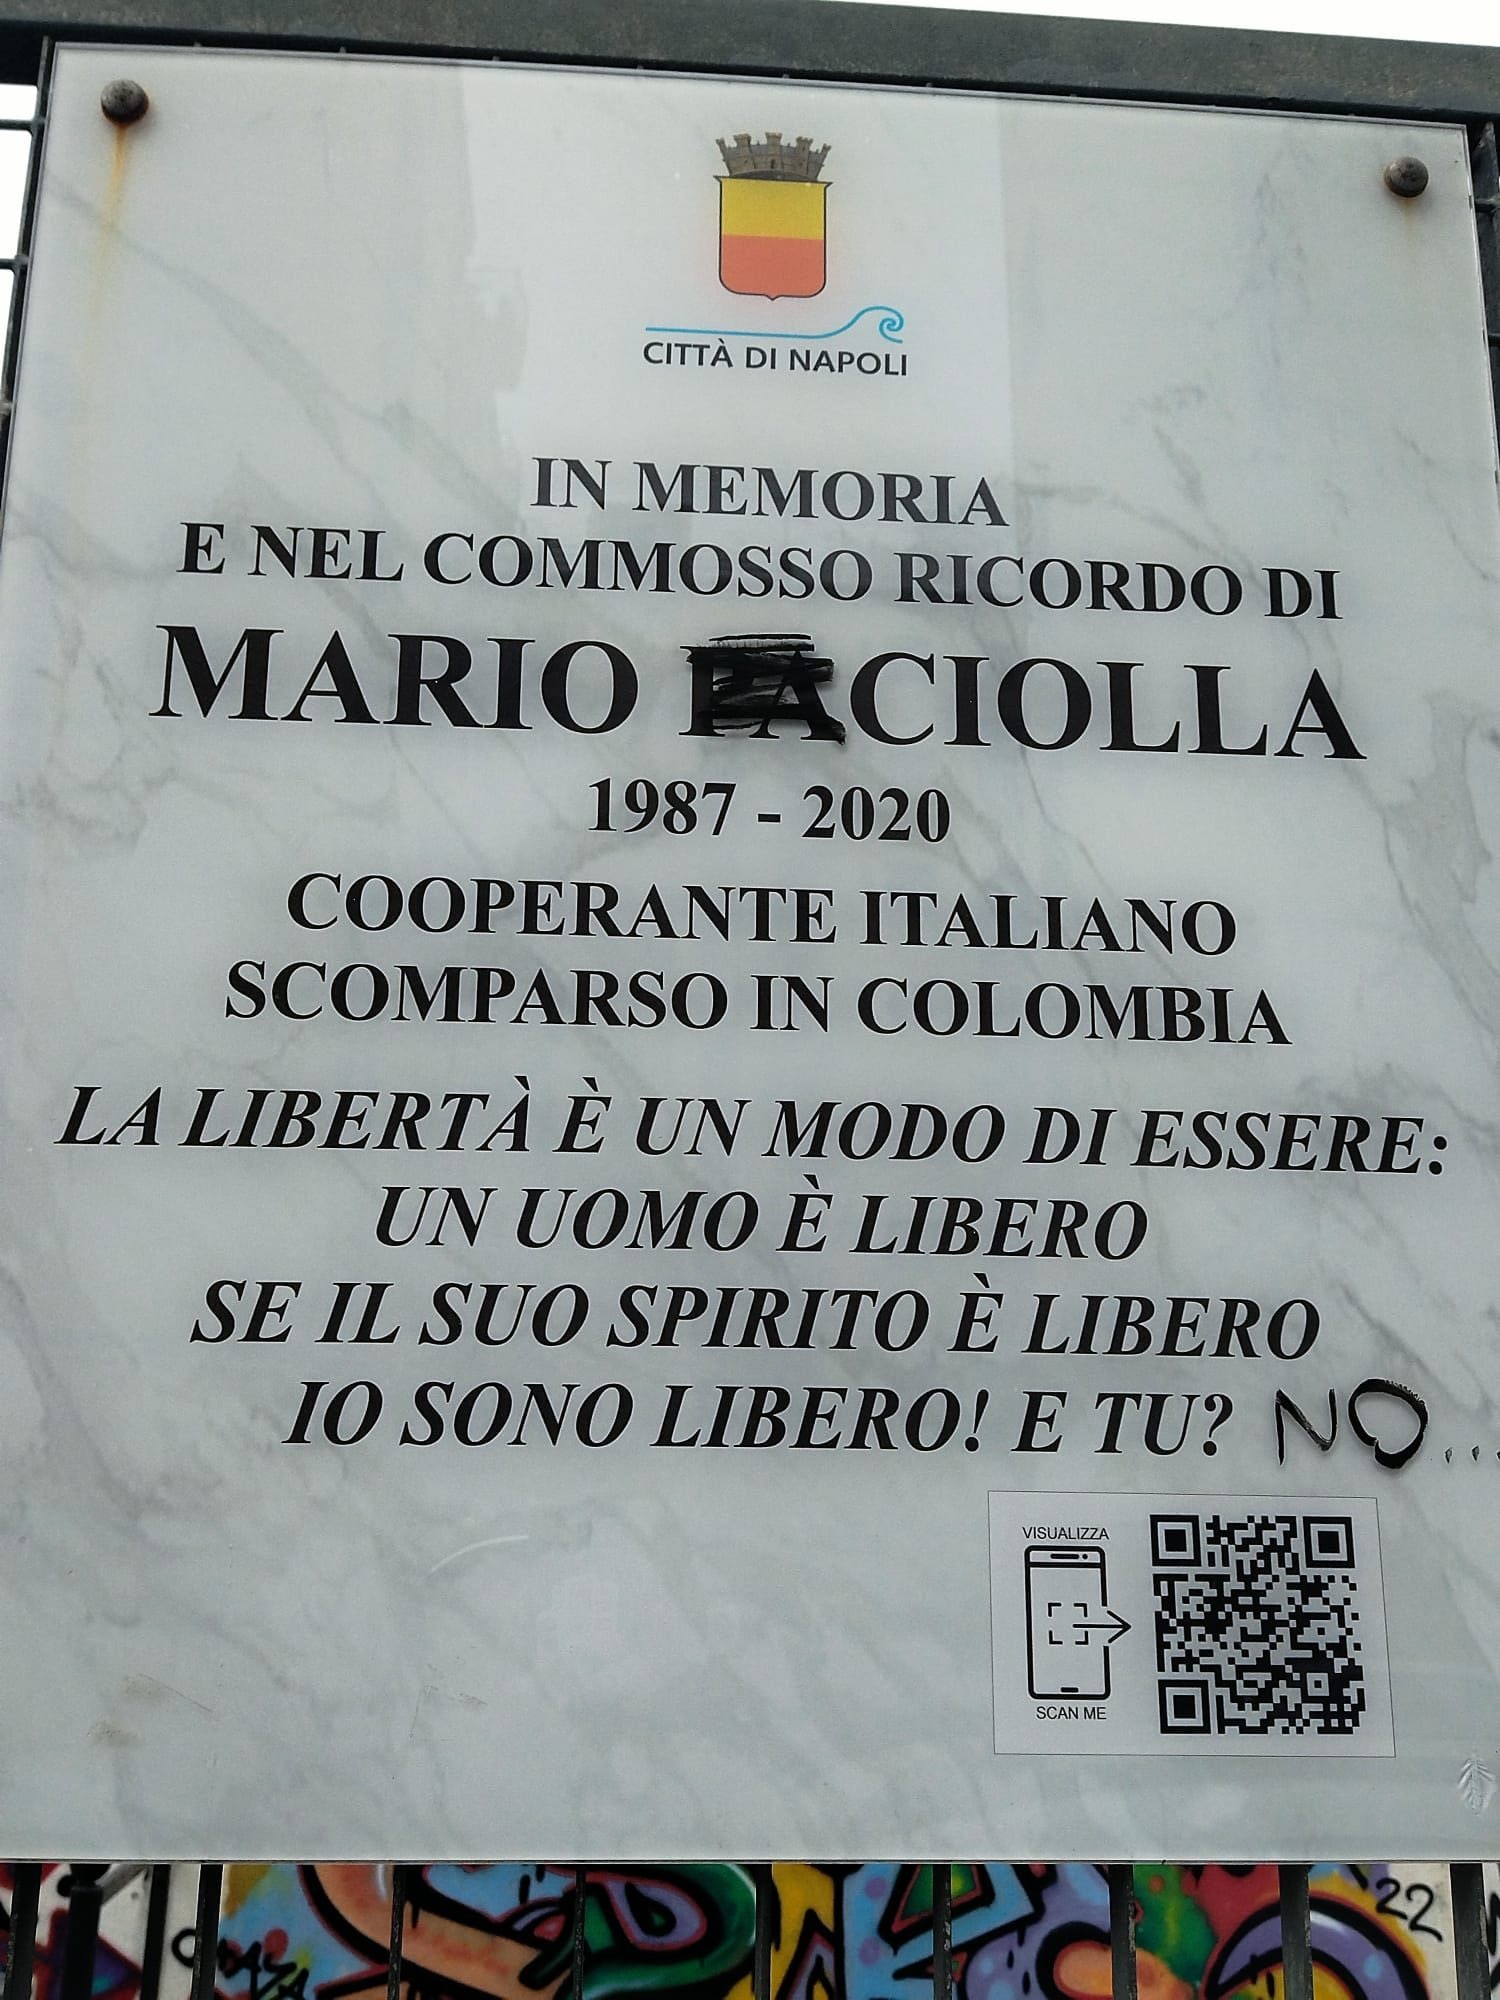 CITTÀ DI NAPOLI
IN MEMORIA
E NEL COMMOSSO RICORDO DI
MARIO PACIOLLA
1987 - 2020
COOPERANTE ITALIANO
SCOMPARSO IN COLOMBIA
LA LIBERTÀ È UN MODO DI ESSERE:
UN UOMO È LIBERO
SE IL SUO SPIRITO È LIBERO
IO SONO LIBERO! E TU? NO....
VISUALIZZA
SCAN ME
22